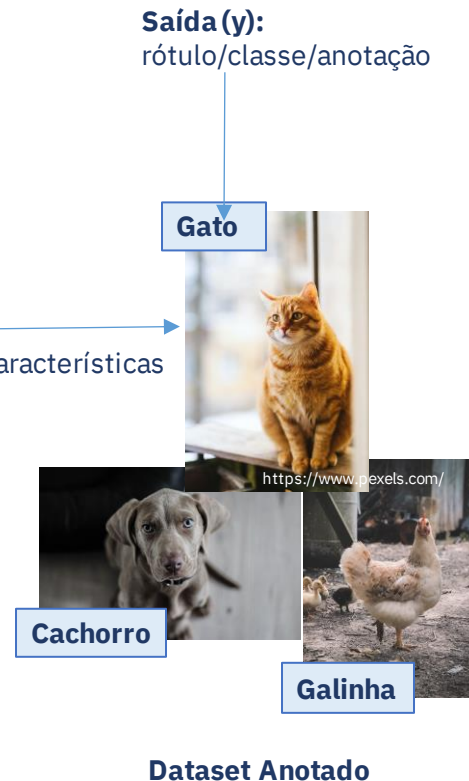 Saída (y):
rótulo/classe/anotação
Gato
aracterísticas
https://www.pexels.com/
Cachorro
Galinha
Dataset Anotado